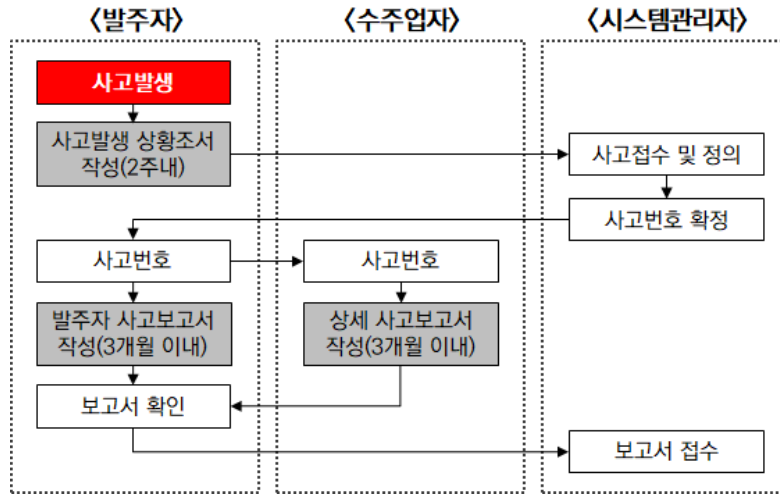 <발주자> <수주업자> <시스템관리자>
사고발생
사고발생 상황조서
작성(2주내)
사고접수 및 정의
사고번호 확정
사고번호
사고번호
발주자 사고보고서
작성(3개월 이내)
상세 사고보고서
작성(3개월 이내)
보고서 확인
보고서 접수